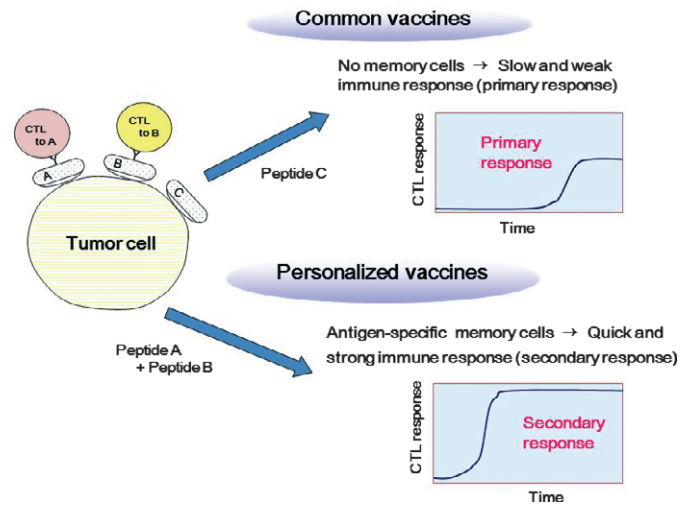 Common vaccines
No memory cells → Slow and weak
immune response (primary response)
CTL
to A
CTL
to B
A
B
C
Peptide C
Primary
response
CTL response
Time
Tumor cell
Personalized vaccines
Antigen-specific memory cells → Quick and
strong immune response (secondary response)
Peptide A
+ Peptide B
Secondary
response
CTL response
Time